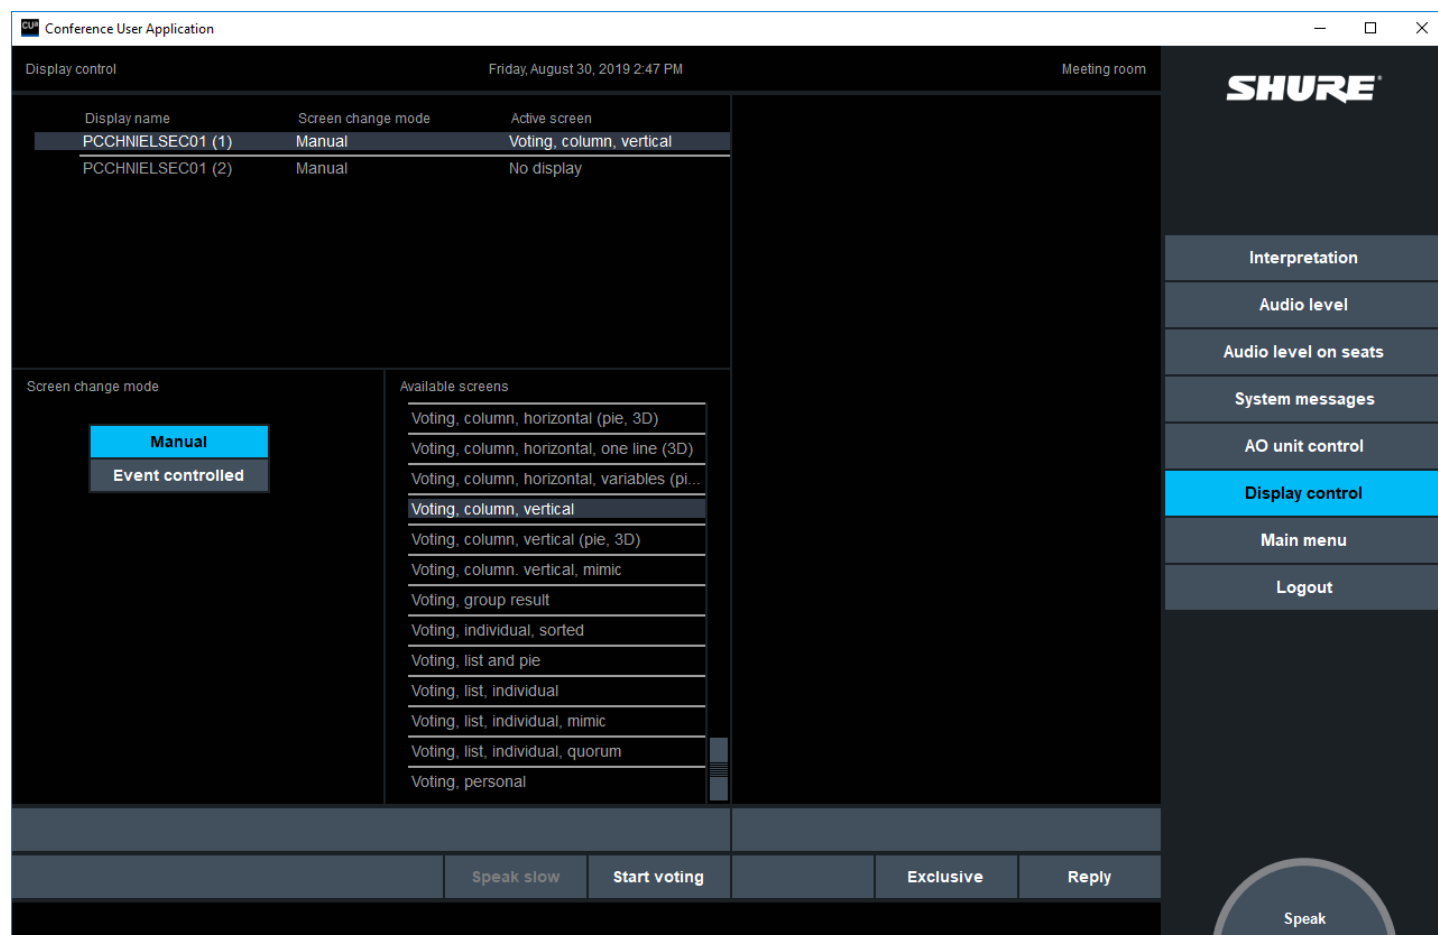 CUa Conference User Application
Display control Friday, August 30, 2019 2:47 PM Meeting room
SHURE
Display name Screen change mode Active screen
PCCHNIELSEC01 (1) Manual Voting, column, vertical
PCCHNIELSEC01 (2) Manual No display
Screen change mode
Manual
Event controlled
Available screens
Voting, column, horizontal (pie, 3D)
Voting, column, horizontal, one line (3D)
Voting, column, horizontal, variables (pi...
Voting, column, vertical
Voting, column, vertical (pie, 3D)
Voting, column. vertical, mimic
Voting, group result
Voting, individual, sorted
Voting, list and pie
Voting, list, individual
Voting, list, individual, mimic
Voting, list, individual, quorum
Voting, personal
Interpretation
Audio level
Audio level on seats
System messages
AO unit control
Display control
Main menu
Logout
Speak slow Start voting Exclusive Reply
Speak